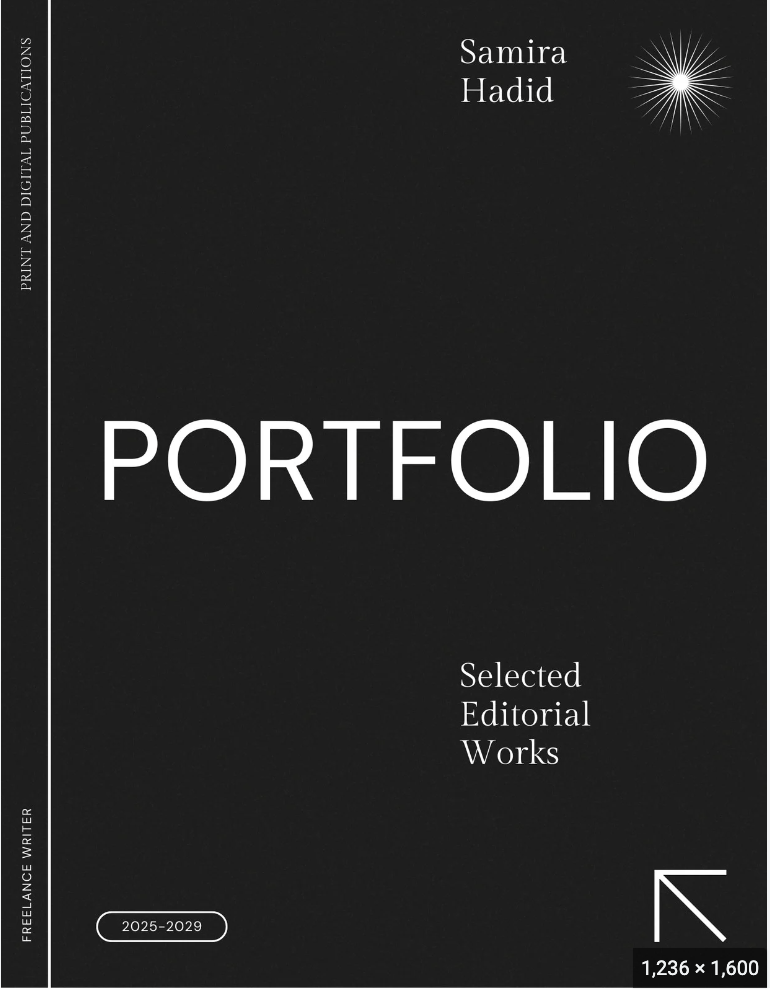 PRINT AND DIGITAL PUBLICATIONS
Samira
Hadid
PORTFOLIO
Selected
Editorial
Works
FREELANCE WRITER
2025–2029
1,236 × 1,600